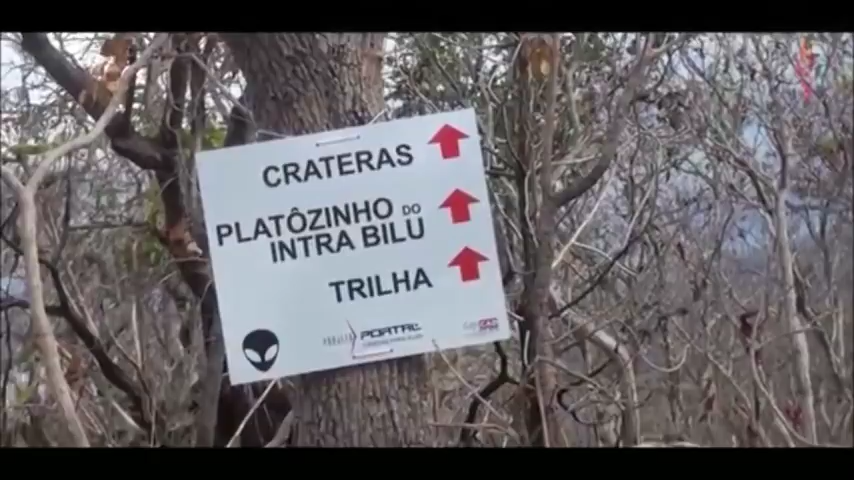 CRATERAS
PLATÔZINHO DO
INTRA BILU
TRILHA
PORTAL